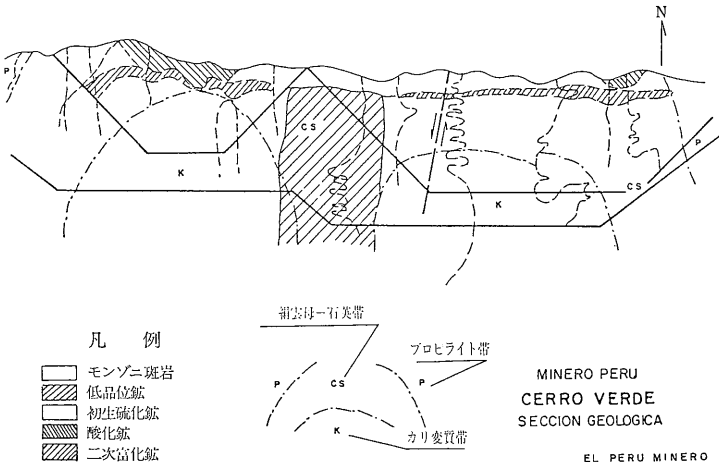 N
P
CS
K
P
CS
K
絹雲母ー石英帯
プロピライト帯
P
CS
P
K
カリ変質帯
凡 例
モンゾニ斑岩
低品位鉱
初生硫化鉱
酸化鉱
二次富化鉱
MINERO PERU
CERRO VERDE
SECCION GEOLOGICA
EL PERU MINERO